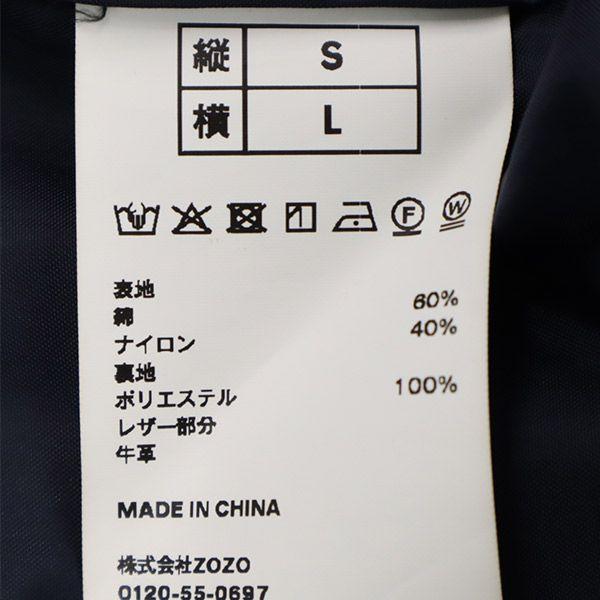 縦 S
横 L
F W
表地
綿 60%
ナイロン 40%
裏地
ポリエステル 100%
レザー部分
牛革
MADE IN CHINA
株式会社ZOZO
0120-55-0697